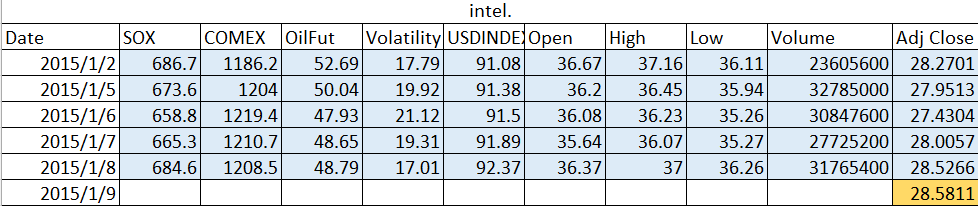 intel.
Date SOX COMEX OilFut Volatility USDINDEX Open High Low Volume Adj Close
2015/1/2 686.7 1186.2 52.69 17.79 91.08 36.67 37.16 36.11 23605600 28.2701
2015/1/5 673.6 1204 50.04 19.92 91.38 36.2 36.45 35.94 32785000 27.9513
2015/1/6 658.8 1219.4 47.93 21.12 91.5 36.08 36.23 35.26 30847600 27.4304
2015/1/7 665.3 1210.7 48.65 19.31 91.89 35.64 36.07 35.27 27725200 28.0057
2015/1/8 684.6 1208.5 48.79 17.01 92.37 36.37 37 36.26 31765400 28.5266
2015/1/9 28.5811